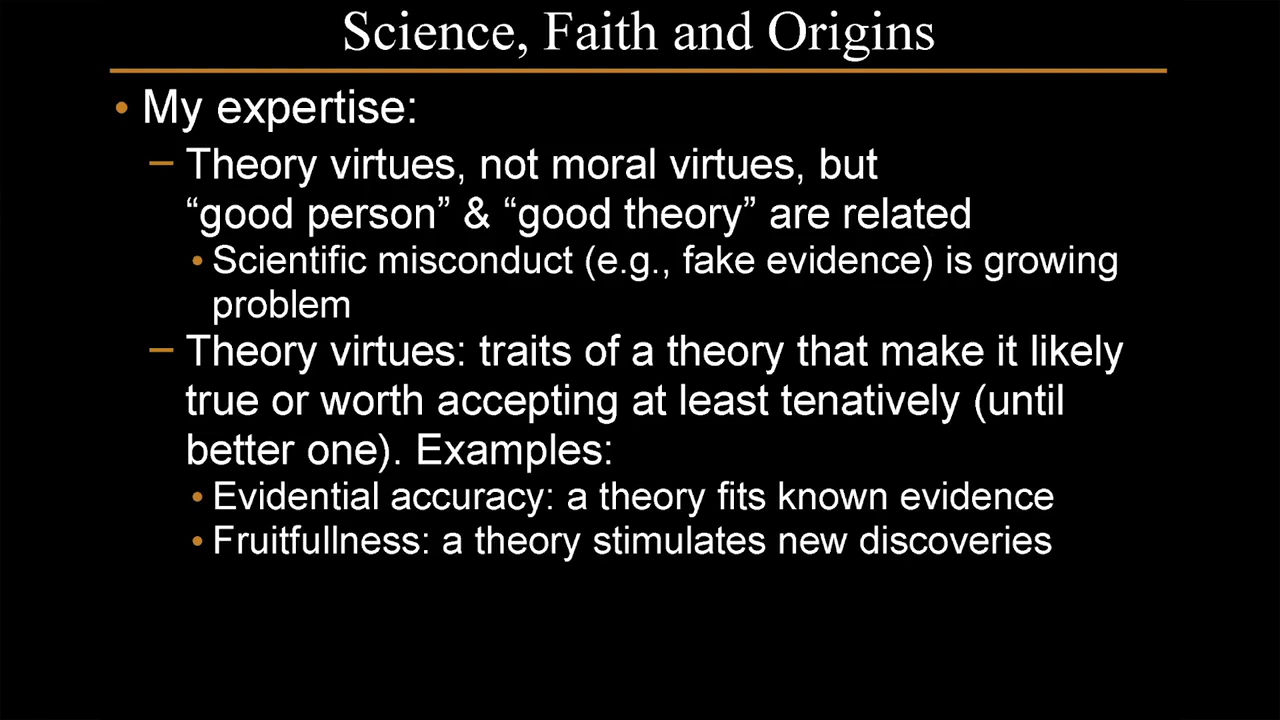 Science, Faith and Origins
• My expertise:
– Theory virtues, not moral virtues, but
“good person” & “good theory” are related
• Scientific misconduct (e.g., fake evidence) is growing
problem
– Theory virtues: traits of a theory that make it likely
true or worth accepting at least tenatively (until
better one). Examples:
• Evidential accuracy: a theory fits known evidence
• Fruitfullness: a theory stimulates new discoveries